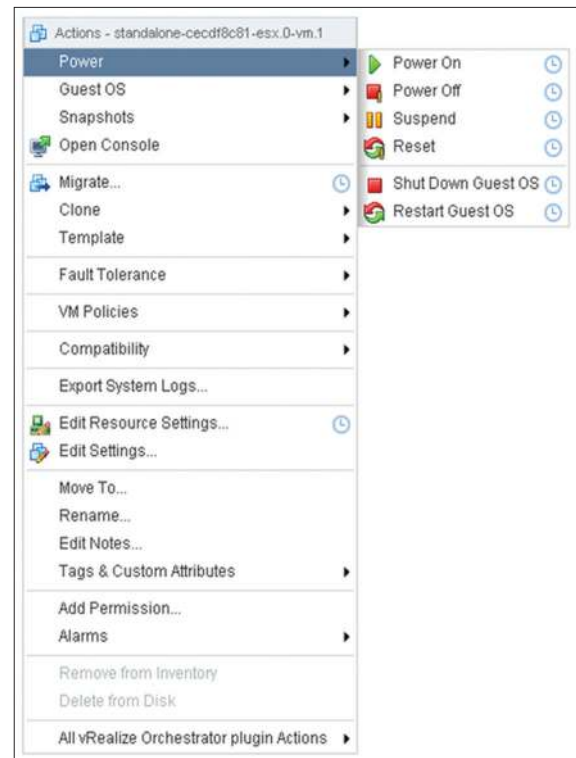 Actions - standalone-cecdf8c81-esx.0-vm.1
Power
Guest OS
Snapshots
Open Console
Migrate...
Clone
Template
Fault Tolerance
VM Policies
Compatibility
Export System Logs...
Edit Resource Settings...
Edit Settings...
Move To...
Rename...
Edit Notes...
Tags & Custom Attributes
Add Permission...
Alarms
Remove from Inventory
Delete from Disk
All vRealize Orchestrator plugin Actions
Power On
Power Off
Suspend
Reset
Shut Down Guest OS
Restart Guest OS